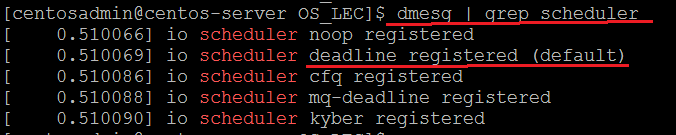 [centosadmin@centos-server OS_LEC]$ dmesg | grep scheduler
[    0.510066] io scheduler noop registered
[    0.510069] io scheduler deadline registered (default)
[    0.510086] io scheduler cfq registered
[    0.510088] io scheduler mq-deadline registered
[    0.510090] io scheduler kyber registered